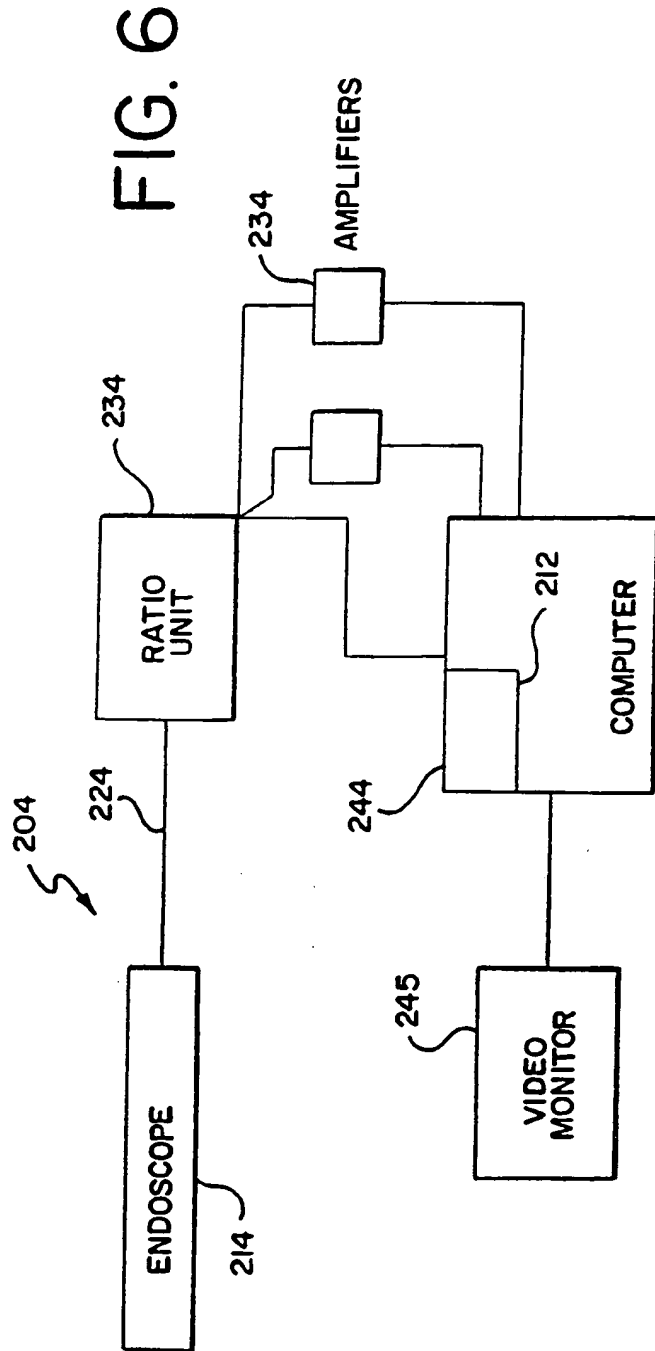 FIG. 6
204
224
234
ENDOSCOPE
214
RATIO
UNIT
234
AMPLIFIERS
244
212
COMPUTER
245
VIDEO
MONITOR